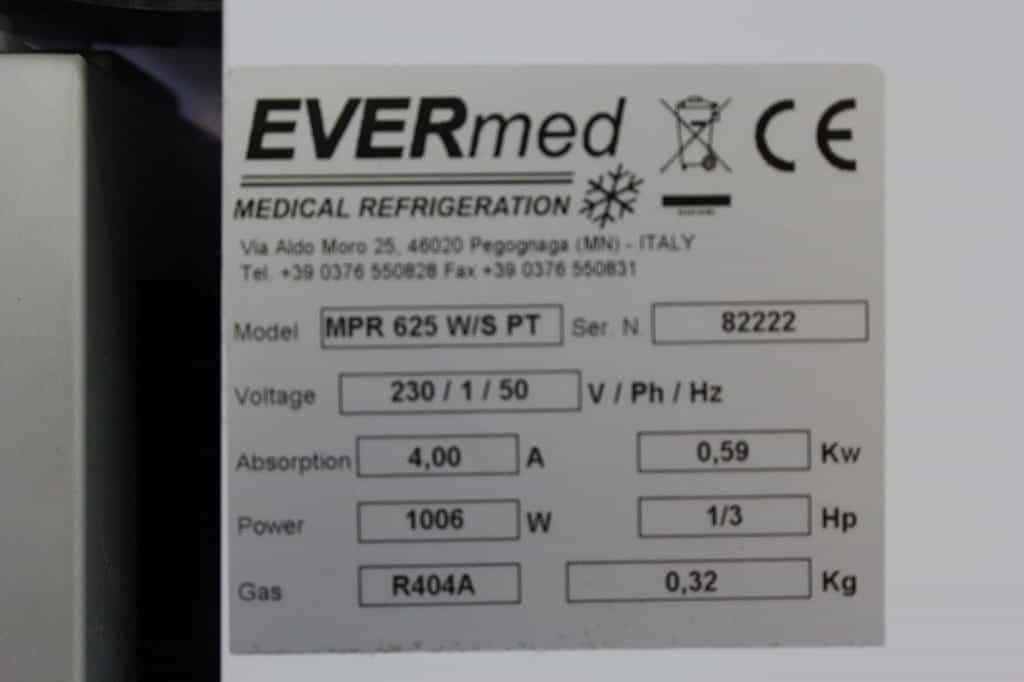 EVERmed
MEDICAL REFRIGERATION
CE
Via Aldo Moro 25, 46020 Pegognaga (MN) - ITALY
Tel. +39 0376 550828 Fax +39 0376 550831
Model MPR 625 W/S PT Ser. N 82222
Voltage 230 / 1 / 50 V / Ph / Hz
Absorption 4,00 A 0,59 Kw
Power 1006 W 1/3 Hp
Gas R404A 0,32 Kg